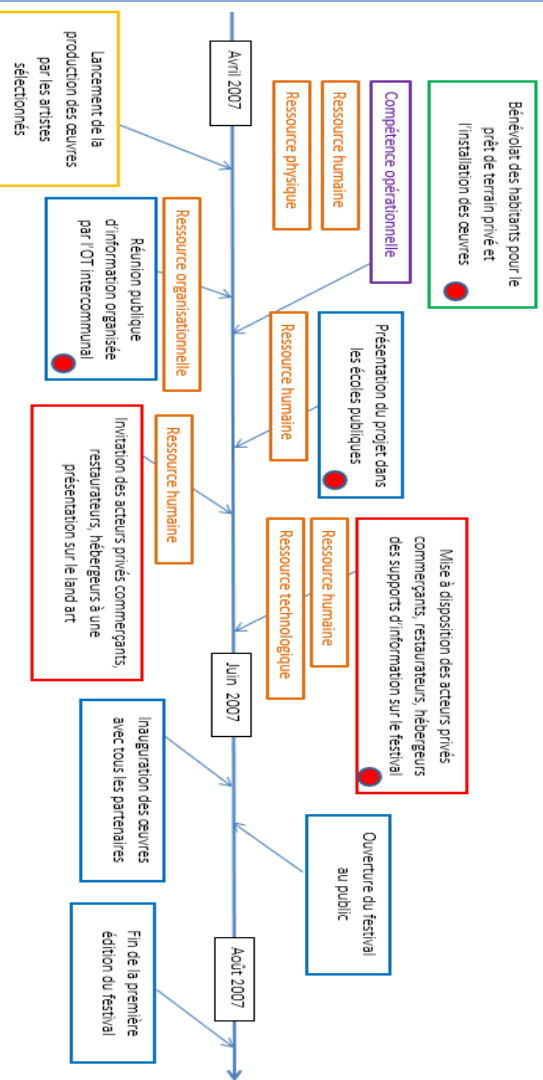 Bénévolat des habitants pour le
prêt de terrain privé et
l'installation des œuvres
Compétence opérationnelle
Ressource humaine
Ressource physique
Présentation du projet dans
les écoles publiques
Ressource humaine
Mise à disposition des acteurs privés
commerçants, restaurateurs, hébergeurs
des supports d'information sur le festival
Ressource humaine
Ressource technologique
Ouverture du festival
au public
Avril 2007
Juin 2007
Août 2007
Lancement de la
production des œuvres
par les artistes
sélectionnés
Ressource organisationnelle
Réunion publique
d'information organisée
par l'OT intercommunal
Ressource humaine
Invitation des acteurs privés commerçants,
restaurateurs, hébergeurs à une
présentation sur le land art
Inauguration des œuvres
avec tous les partenaires
Fin de la première
édition du festival